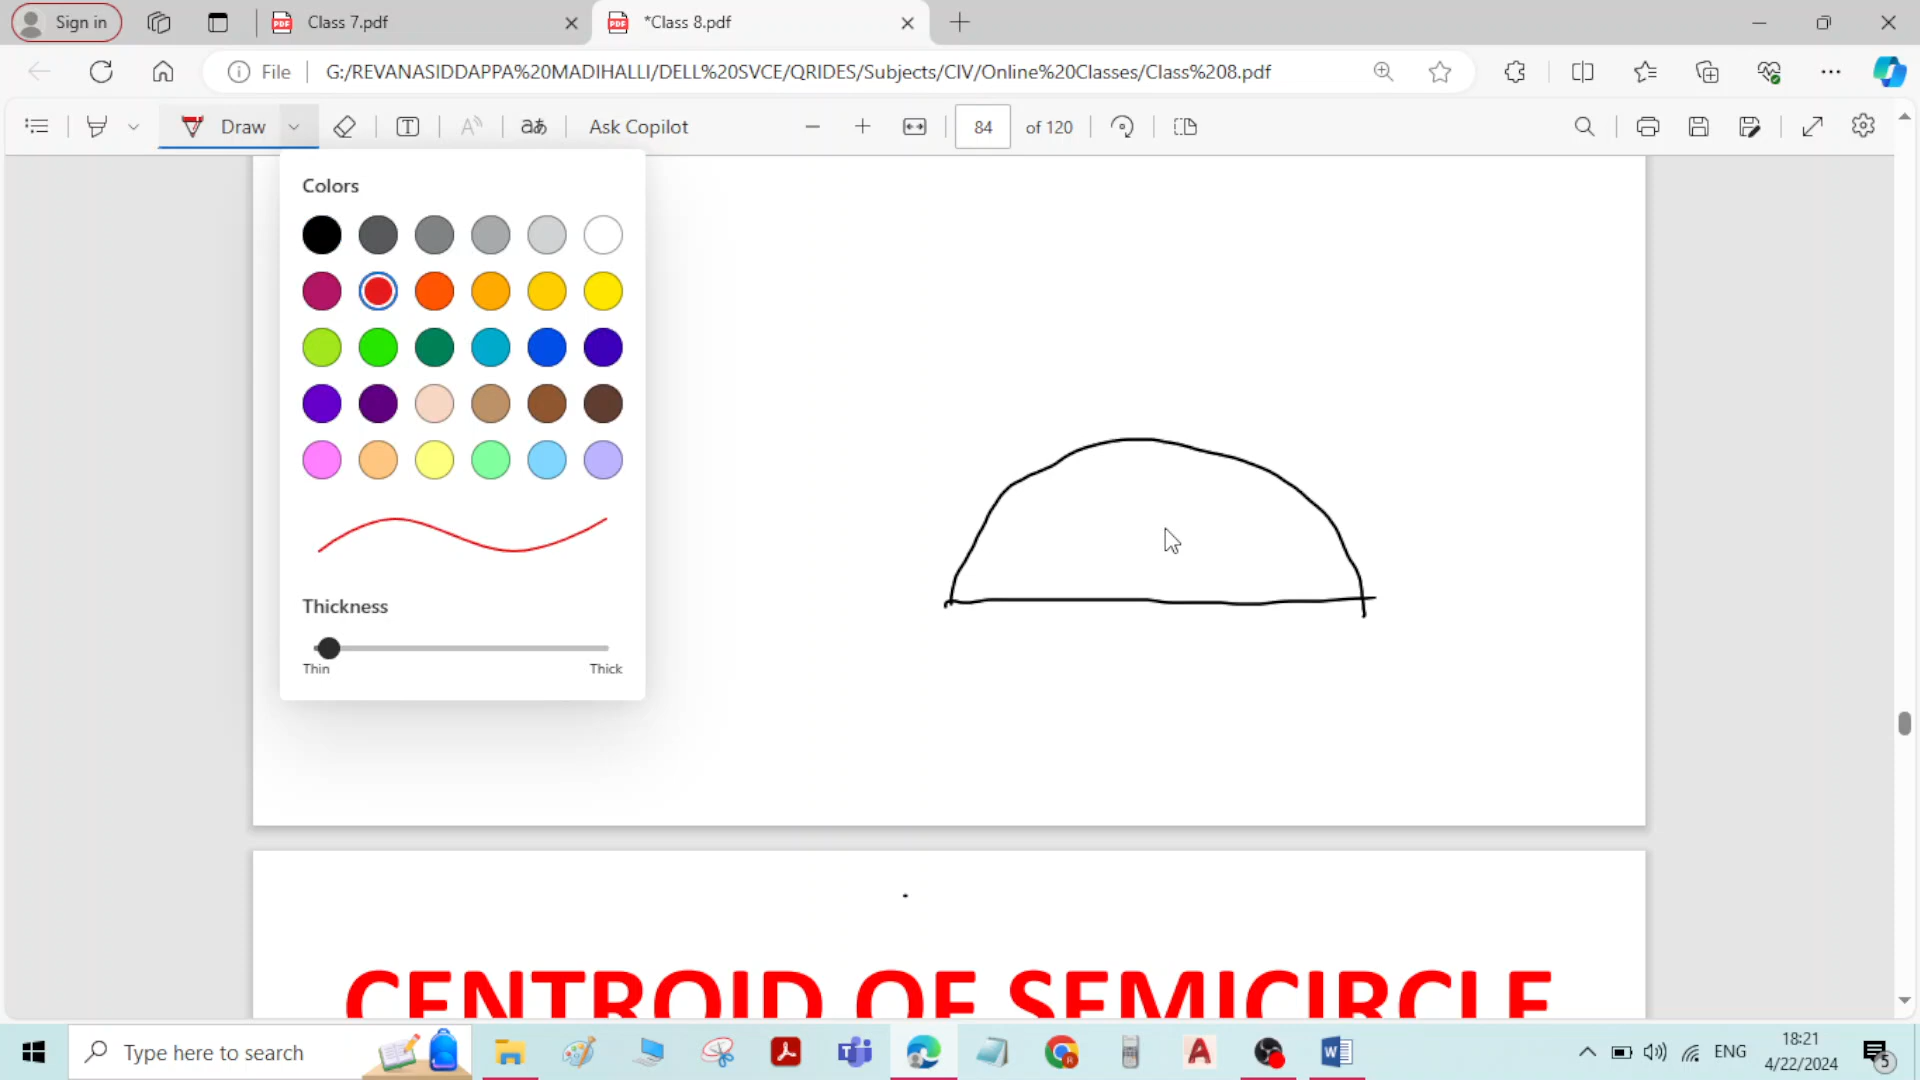 Sign in
Class 7.pdf
*Class 8.pdf
File
G:/REVANASIDDAPPA%20MADIHALLI/DELL%20SVCE/QRIDES/Subjects/CIV/Online%20Classes/Class%208.pdf
Draw
Ask Copilot
84
of 120
Colors
Thickness
Thin
Thick
CENTROID OF SEMICIRCLE
Type here to search
ENG
18:21
4/22/2024
5